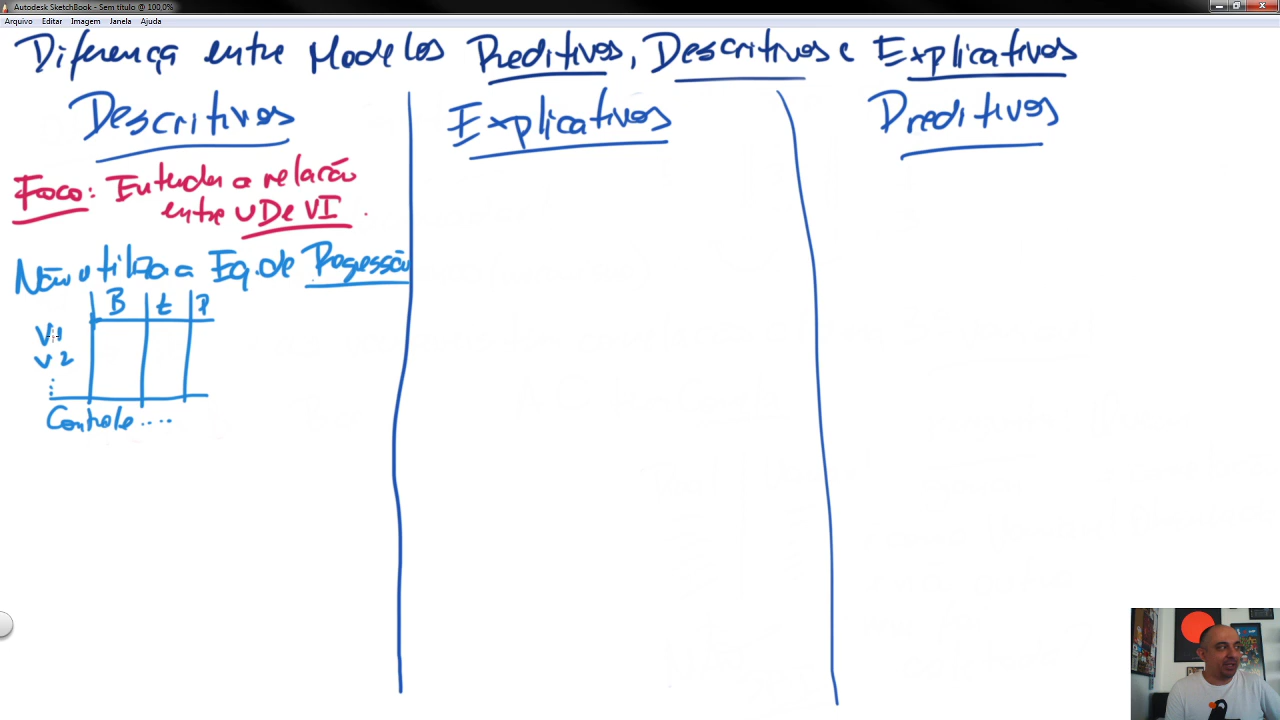 Autodesk SketchBook - Sem título @ 100,0%
Arquivo Editar Imagem Janela Ajuda
Diferença entre Modelos Preditivos, Descritivos e Explicativos
Descritivos
Foco: Entender a relação
entre VD e VI.
Não utiliza a Eq. de Regressão
B t P
V1
V2
Controle ....
Explicativos
Preditivos